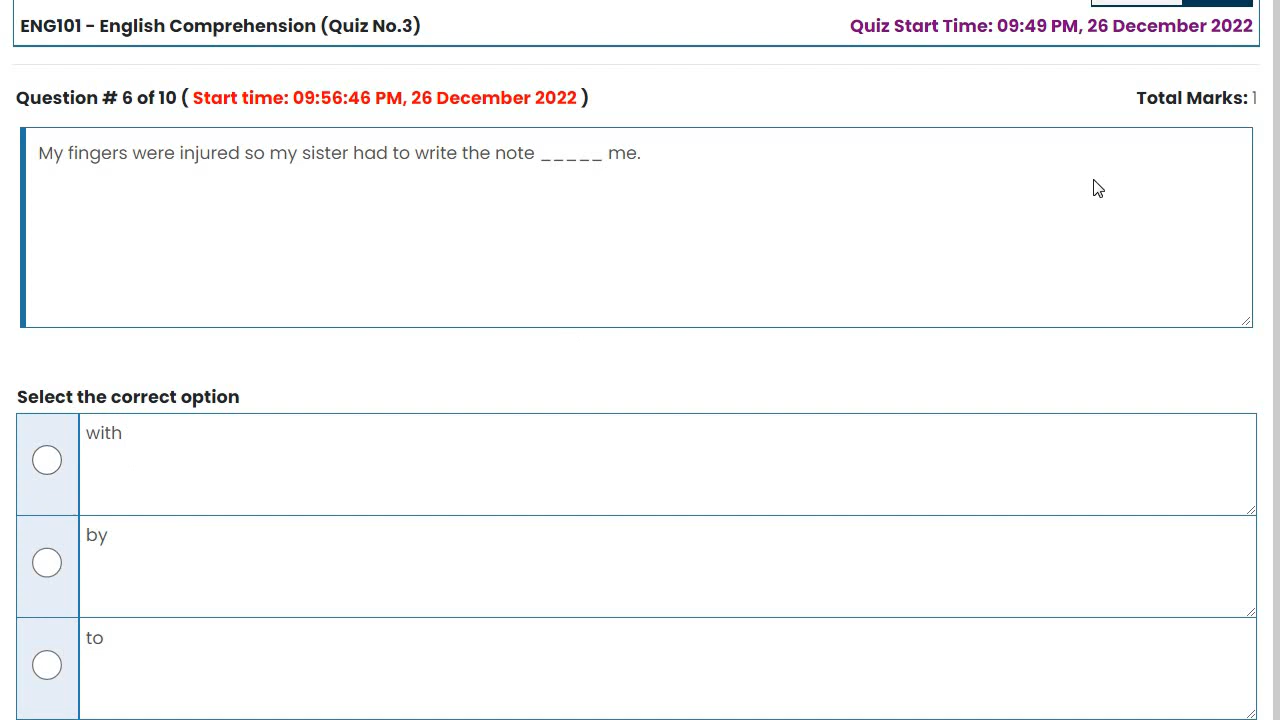 ENG101 - English Comprehension (Quiz No.3)
Quiz Start Time: 09:49 PM, 26 December 2022
Question # 6 of 10 ( Start time: 09:56:46 PM, 26 December 2022 )
Total Marks: 1
My fingers were injured so my sister had to write the note _____ me.
Select the correct option
with
by
to